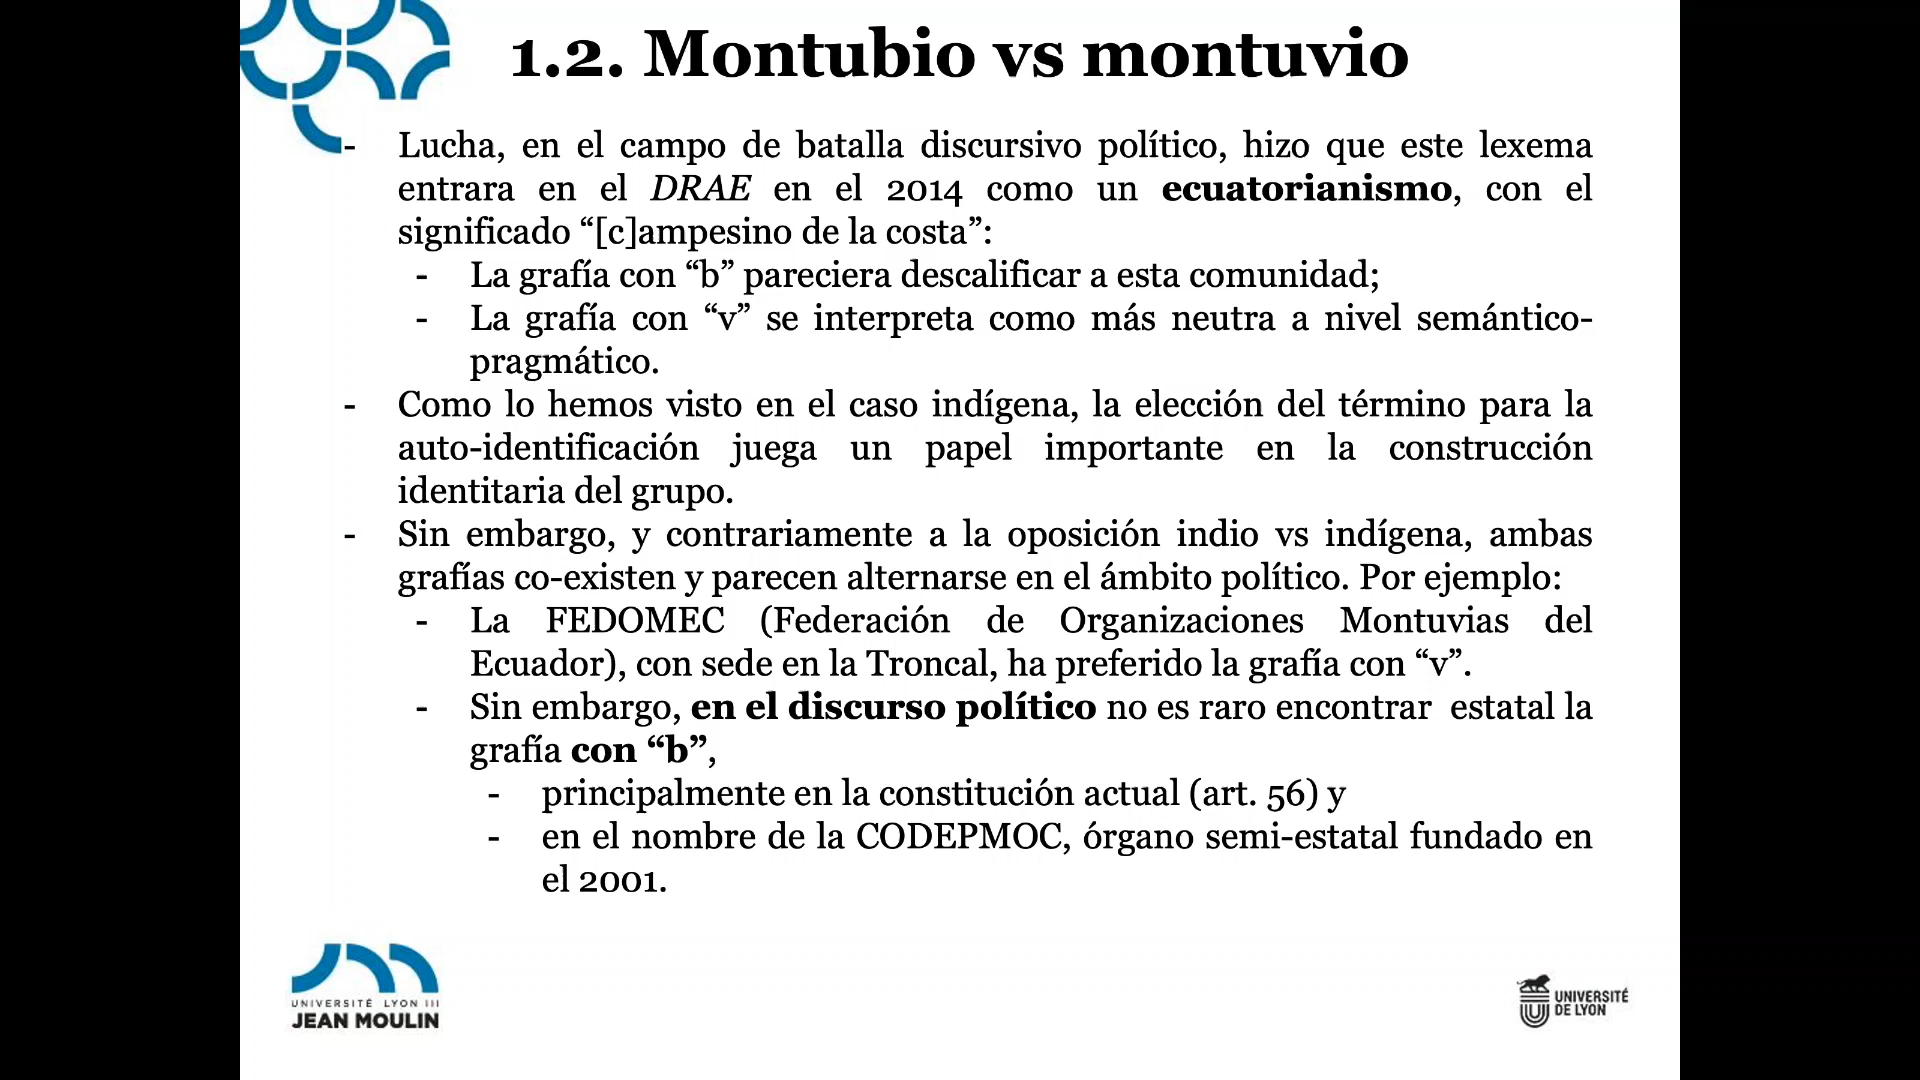 1.2. Montubio vs montuvio
- Lucha, en el campo de batalla discursivo político, hizo que este lexema
entrara en el DRAE en el 2014 como un ecuatorianismo, con el
significado “[c]ampesino de la costa”:
- La grafía con “b” pareciera descalificar a esta comunidad;
- La grafía con “v” se interpreta como más neutra a nivel semántico-
pragmático.
- Como lo hemos visto en el caso indígena, la elección del término para la
auto-identificación juega un papel importante en la construcción
identitaria del grupo.
- Sin embargo, y contrariamente a la oposición indio vs indígena, ambas
grafías co-existen y parecen alternarse en el ámbito político. Por ejemplo:
- La FEDOMEC (Federación de Organizaciones Montuvias del
Ecuador), con sede en la Troncal, ha preferido la grafía con “v”.
- Sin embargo, en el discurso político no es raro encontrar estatal la
grafía con “b”,
- principalmente en la constitución actual (art. 56) y
- en el nombre de la CODEPMOC, órgano semi-estatal fundado en
el 2001.
UNIVERSITÉ LYON III
JEAN MOULIN
UNIVERSITÉ
DE LYON